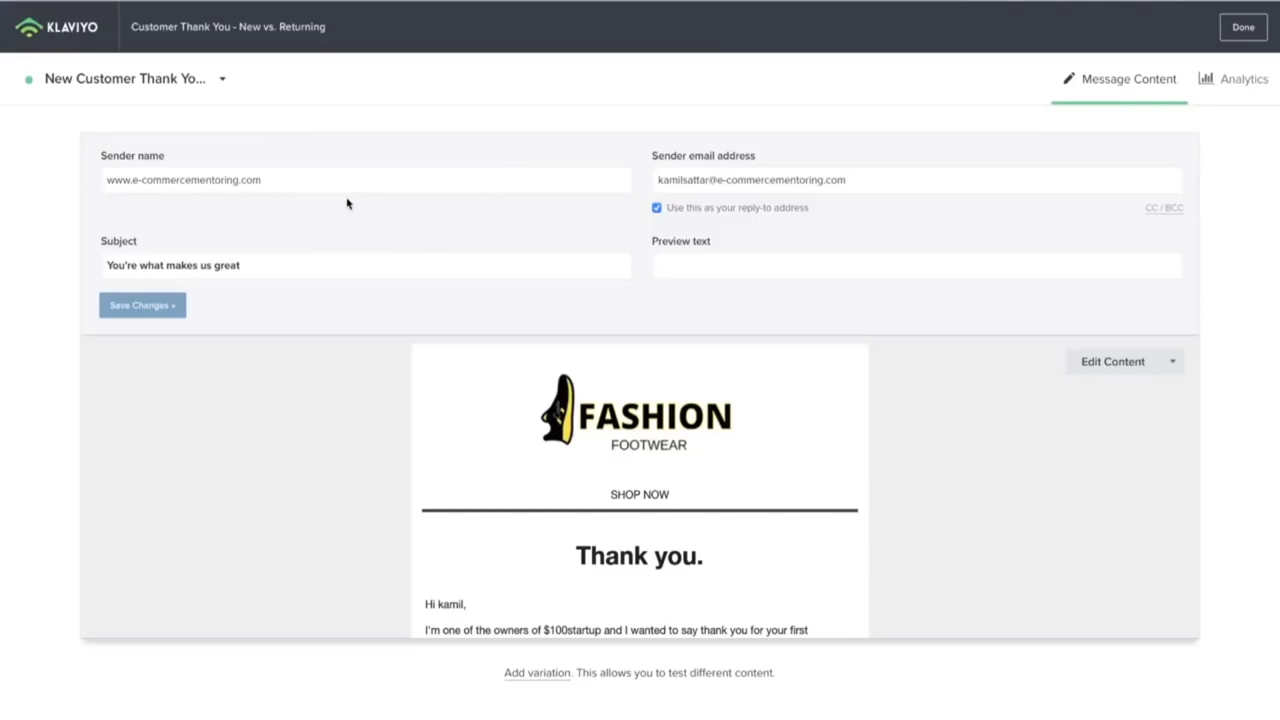 KLAVIYO
Customer Thank You - New vs. Returning
Done
New Customer Thank Yo...
Message Content
Analytics
Sender name
Sender email address
www.e-commercementoring.com
kamilsattar@e-commercementoring.com
Use this as your reply-to address
CC / BCC
Subject
Preview text
You're what makes us great
Save Changes »
Edit Content
FASHION
FOOTWEAR
SHOP NOW
Thank you.
Hi kamil,
I'm one of the owners of $100startup and I wanted to say thank you for your first
Add variation. This allows you to test different content.